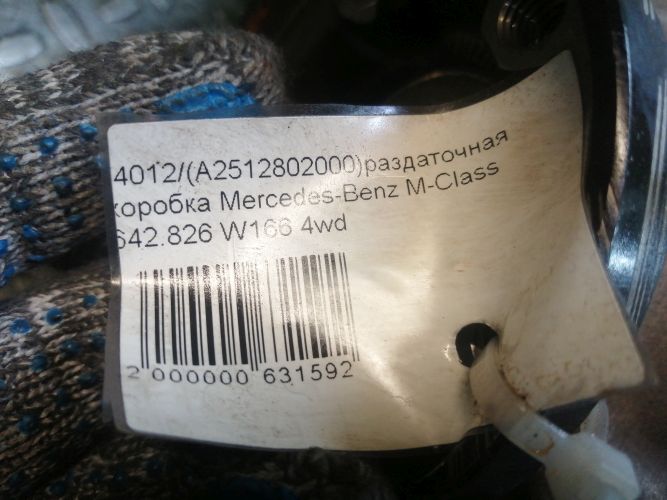 4012/(A2512802000)раздаточная
коробка Mercedes-Benz M-Class
642.826 W166 4wd
2 000000 631592